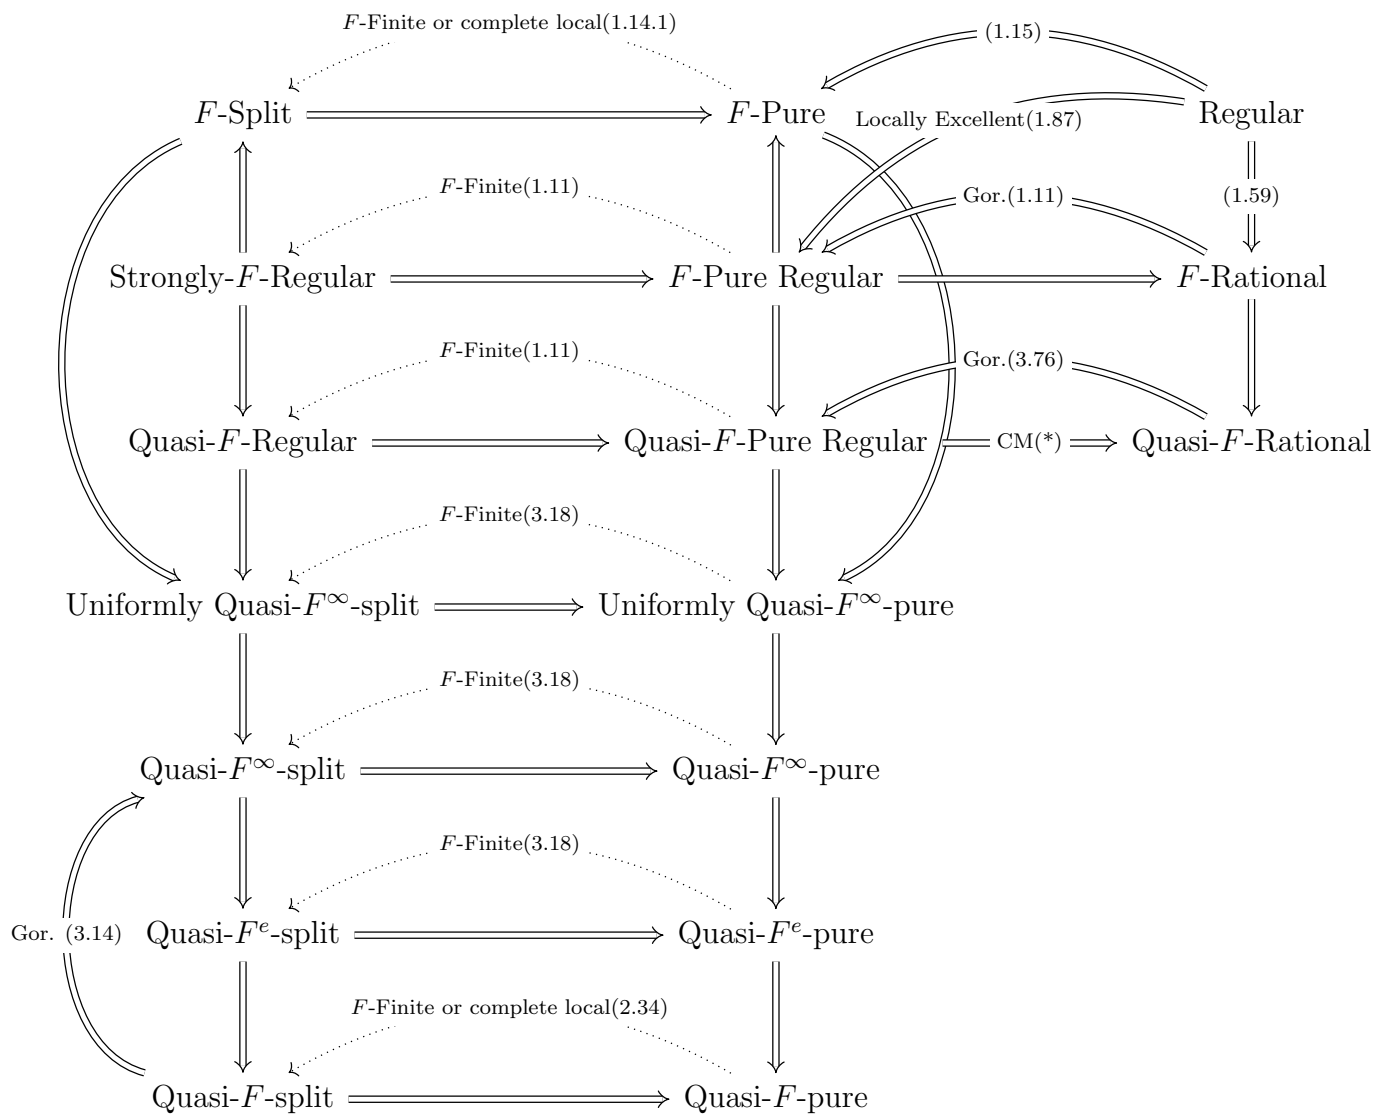 F-Finite or complete local(1.14.1)
(1.15)
F-Split
F-Pure
Locally Excellent(1.87)
Regular
F-Finite(1.11)
Gor.(1.11)
(1.59)
Strongly-F-Regular
F-Pure Regular
F-Rational
F-Finite(1.11)
Gor.(3.76)
Quasi-F-Regular
Quasi-F-Pure Regular
CM(*)
Quasi-F-Rational
F-Finite(3.18)
Uniformly Quasi-F^∞-split
Uniformly Quasi-F^∞-pure
F-Finite(3.18)
Quasi-F^∞-split
Quasi-F^∞-pure
F-Finite(3.18)
Gor. (3.14)
Quasi-F^e-split
Quasi-F^e-pure
F-Finite or complete local(2.34)
Quasi-F-split
Quasi-F-pure